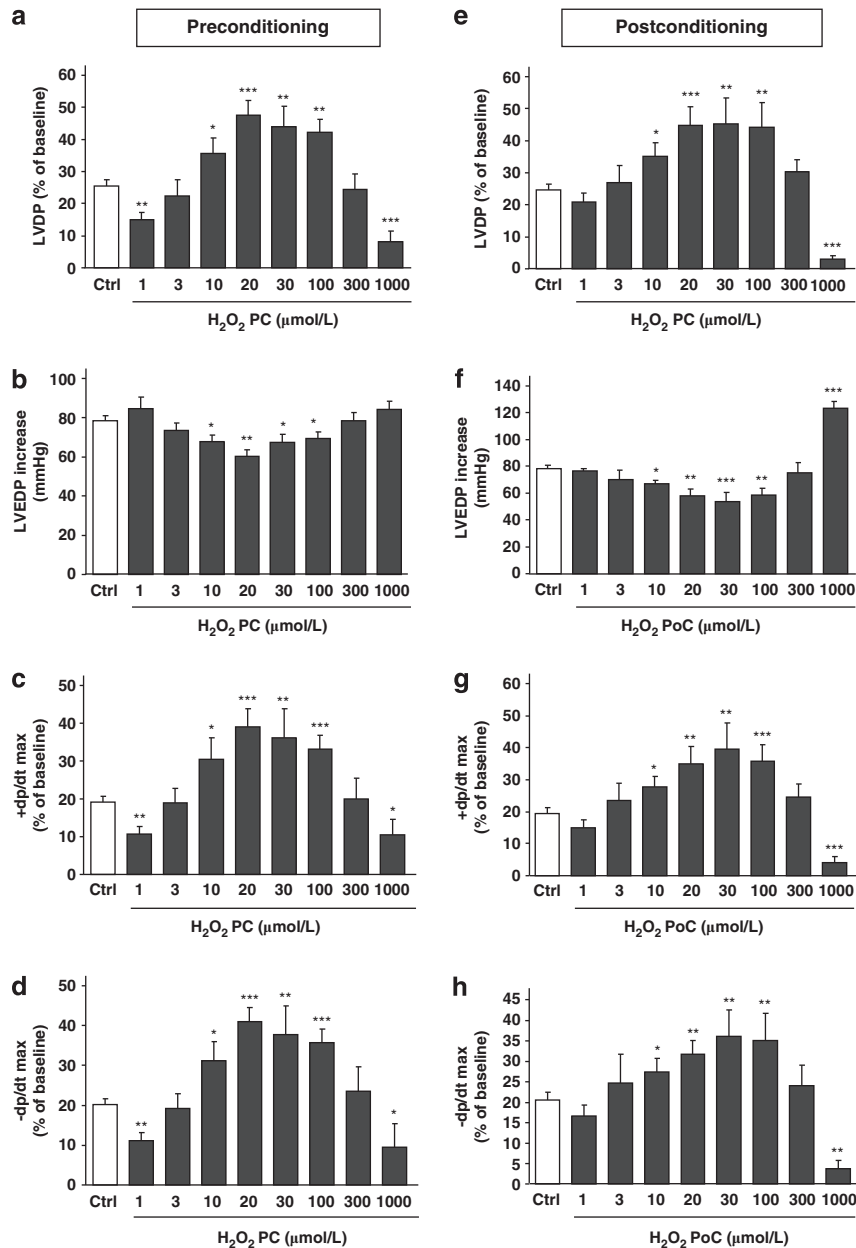 a
Preconditioning
LVDP (% of baseline)
60
50
40
30
20
10
0
** * *** ** ** ***
Ctrl 1 3 10 20 30 100 300 1000
H₂O₂ PC (μmol/L)
b
LVEDP increase
(mmHg)
100
80
60
40
20
0
* ** * *
Ctrl 1 3 10 20 30 100 300 1000
H₂O₂ PC (μmol/L)
c
+dp/dt max
(% of baseline)
50
40
30
20
10
0
** * *** ** *** *
Ctrl 1 3 10 20 30 100 300 1000
H₂O₂ PC (μmol/L)
d
-dp/dt max
(% of baseline)
50
40
30
20
10
0
** * *** ** *** *
Ctrl 1 3 10 20 30 100 300 1000
H₂O₂ PC (μmol/L)
e
Postconditioning
LVDP (% of baseline)
60
50
40
30
20
10
0
* *** ** ** ***
Ctrl 1 3 10 20 30 100 300 1000
H₂O₂ PC (μmol/L)
f
LVEDP increase
(mmHg)
140
120
100
80
60
40
20
0
* ** *** ** ***
Ctrl 1 3 10 20 30 100 300 1000
H₂O₂ PoC (μmol/L)
g
+dp/dt max
(% of baseline)
60
50
40
30
20
10
0
* ** ** *** ***
Ctrl 1 3 10 20 30 100 300 1000
H₂O₂ PoC (μmol/L)
h
-dp/dt max
(% of baseline)
45
40
35
30
25
20
15
10
5
0
* ** ** ** **
Ctrl 1 3 10 20 30 100 300 1000
H₂O₂ PoC (μmol/L)